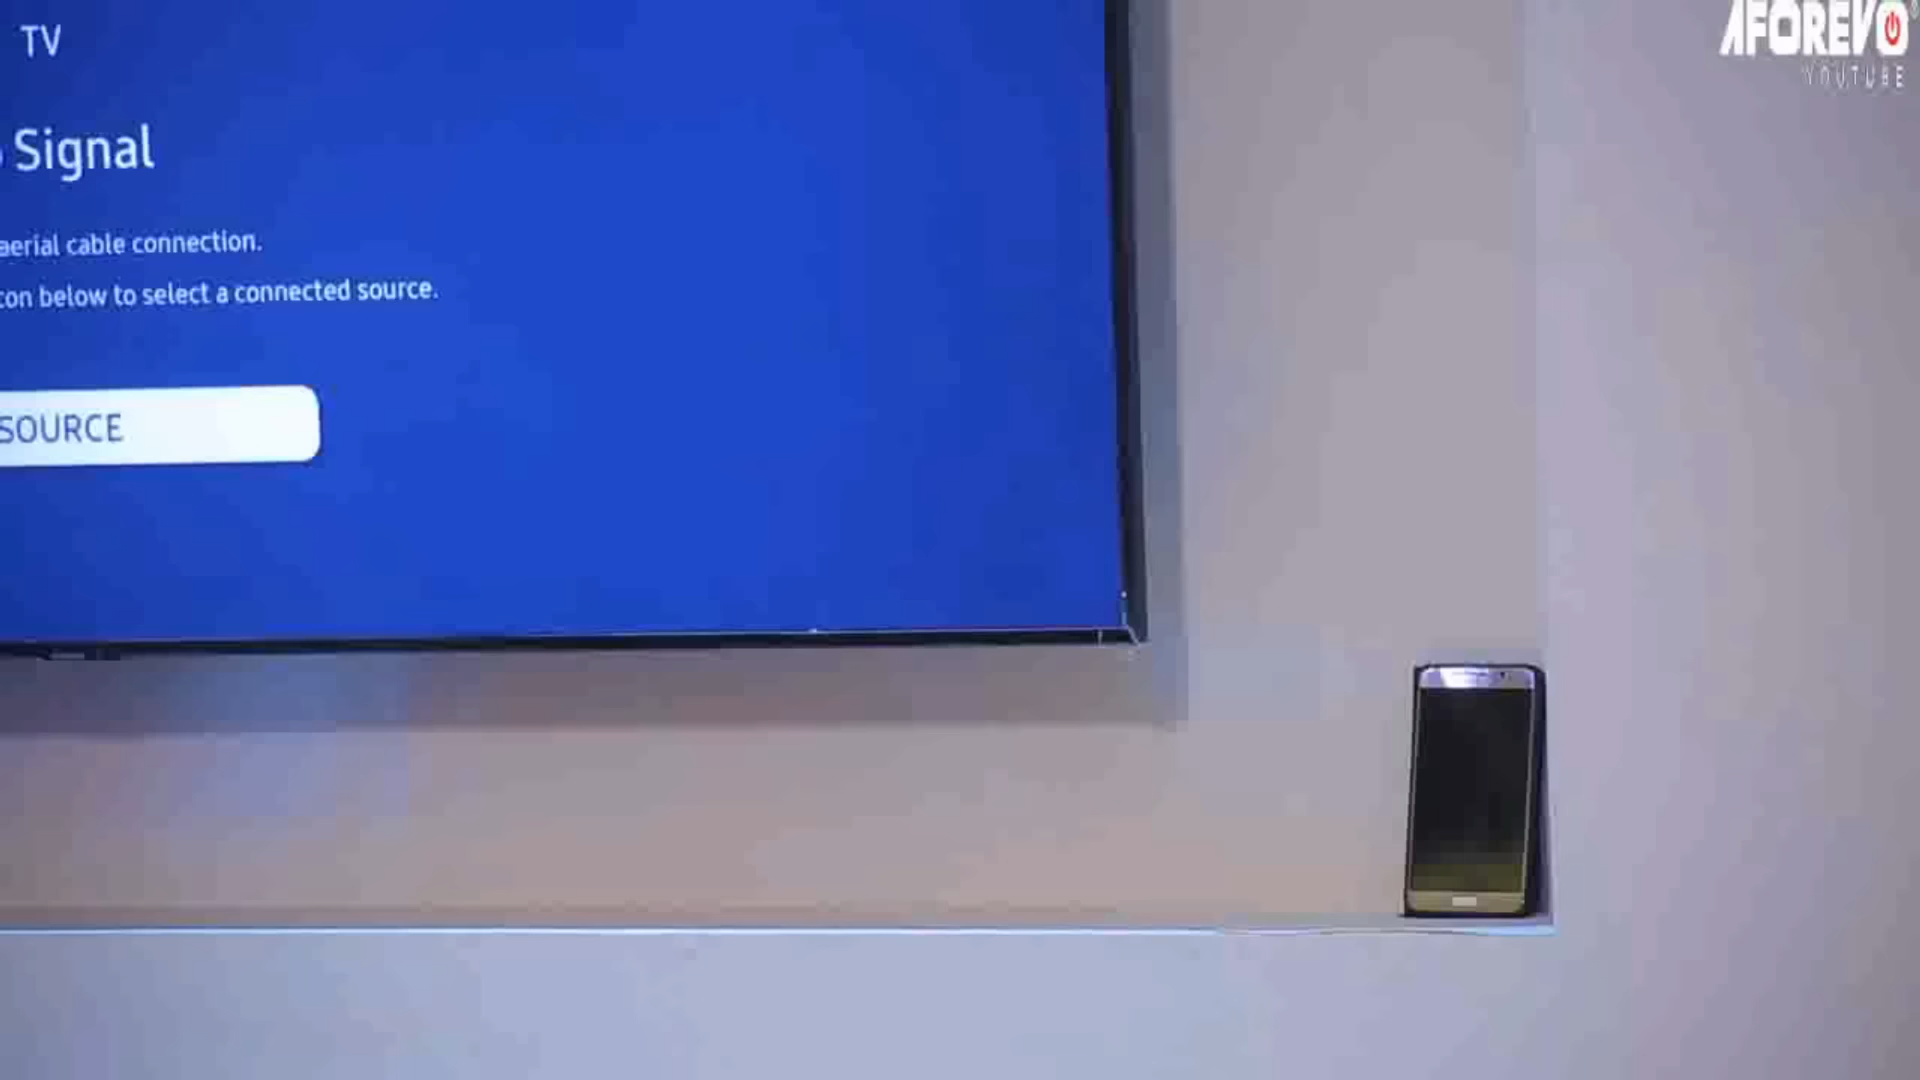 TV
AFOREVO
YOUTUBE
Signal
aerial cable connection.
con below to select a connected source.
SOURCE